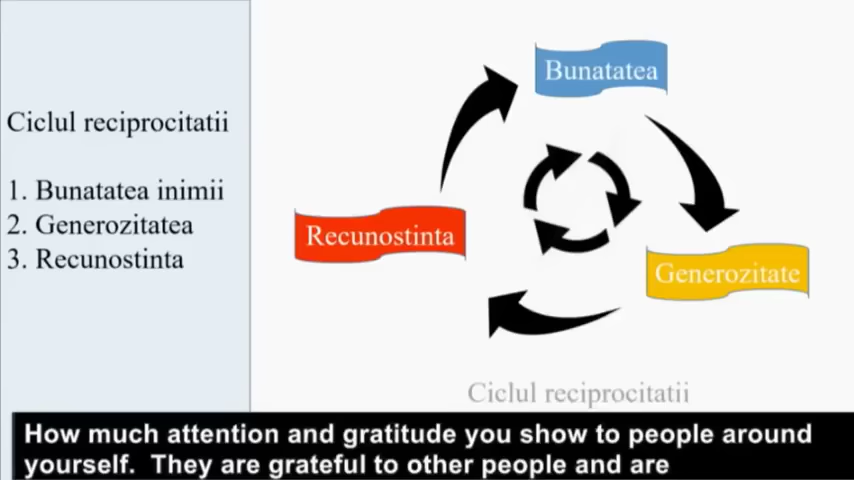 Ciclul reciprocitatii
1. Bunatatea inimii
2. Generozitatea
3. Recunostinta
Bunatatea
Recunostinta
Generozitate
Ciclul reciprocitatii
How much attention and gratitude you show to people around
yourself. They are grateful to other people and are